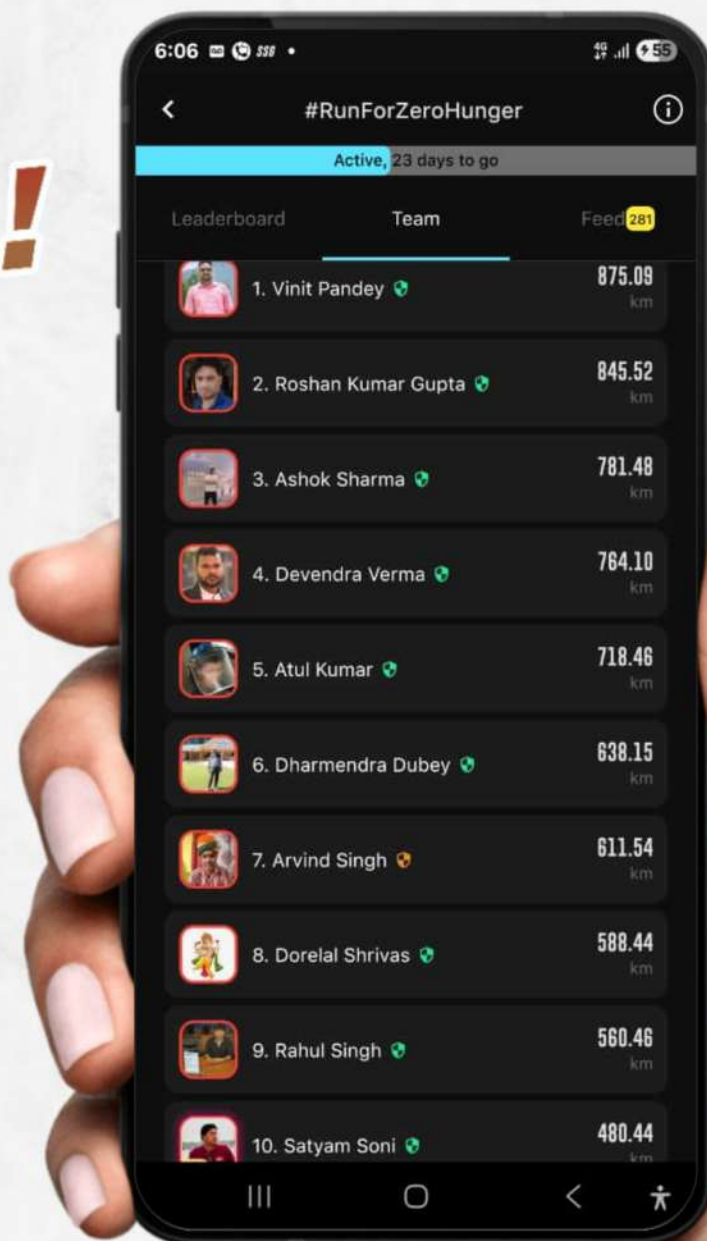 !
6:06 SSG
4G 55
#RunForZeroHunger
Active, 23 days to go
Leaderboard Team Feed 281
1. Vinit Pandey 875.09
km
2. Roshan Kumar Gupta 845.52
km
3. Ashok Sharma 781.48
km
4. Devendra Verma 764.10
km
5. Atul Kumar 718.46
km
6. Dharmendra Dubey 638.15
km
7. Arvind Singh 611.54
km
8. Dorelal Shrivas 588.44
km
9. Rahul Singh 560.46
km
10. Satyam Soni 480.44
km